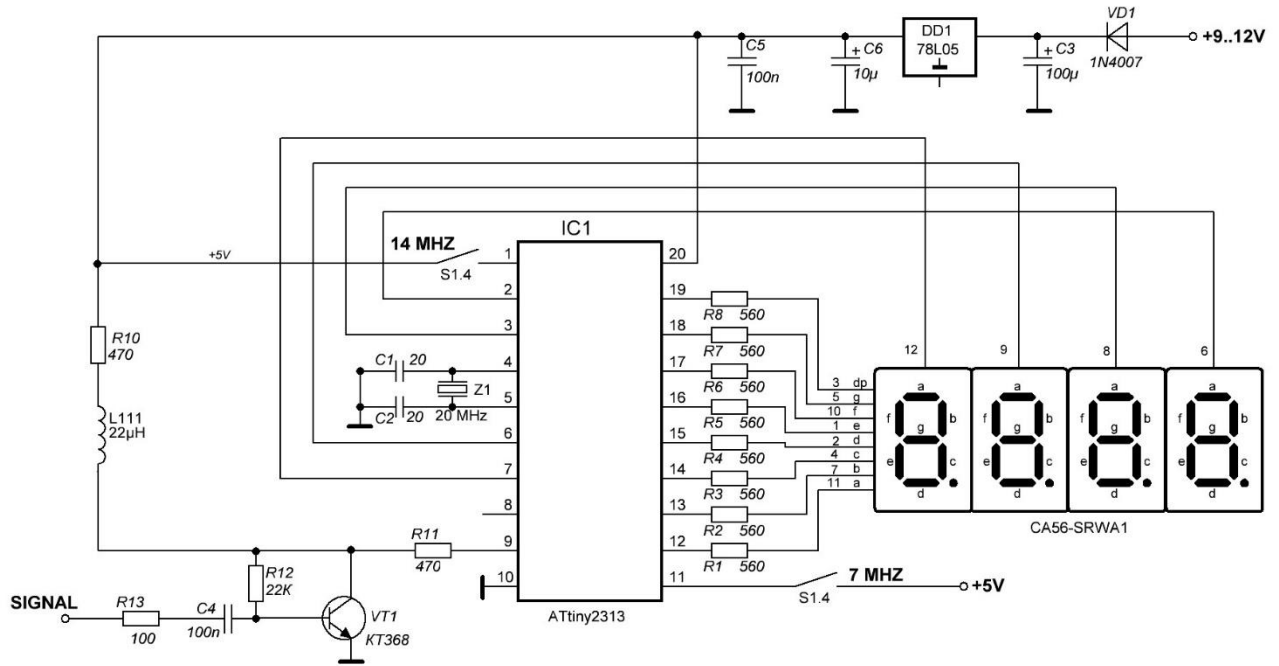 C5
100n
+ C6
10µ
DD1
78L05
+ C3
100µ
VD1
1N4007
+9..12V
IC1
+5V
14 MHZ
S1.4
1
2
3
4
5
6
7
8
9
10
20
19
18
17
16
15
14
13
12
11
R8 560
R7 560
R6 560
R5 560
R4 560
R3 560
R2 560
R1 560
R10
470
L111
22µH
C1 20
C2 20
Z1
20 MHz
R11
470
R12
22K
SIGNAL
R13
100
C4
100n
VT1
KT368
ATtiny2313
7 MHZ
S1.4
+5V
12
9
8
6
3 dp
5 g
10 f
1 e
2 d
4 c
7 b
11 a
a
f b
g
e c
d
a
f b
g
e c
d
a
f b
g
e c
d
a
f b
g
e c
d
CA56-SRWA1